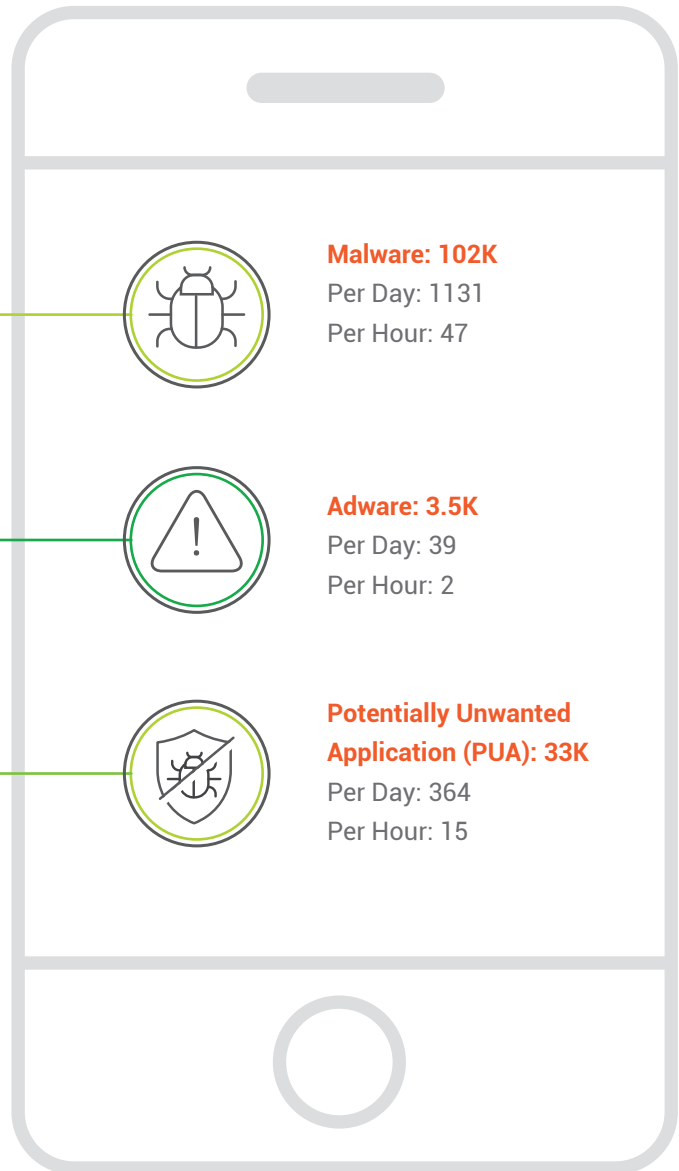 Malware: 102K
Per Day: 1131
Per Hour: 47
Adware: 3.5K
Per Day: 39
Per Hour: 2
Potentially Unwanted
Application (PUA): 33K
Per Day: 364
Per Hour: 15